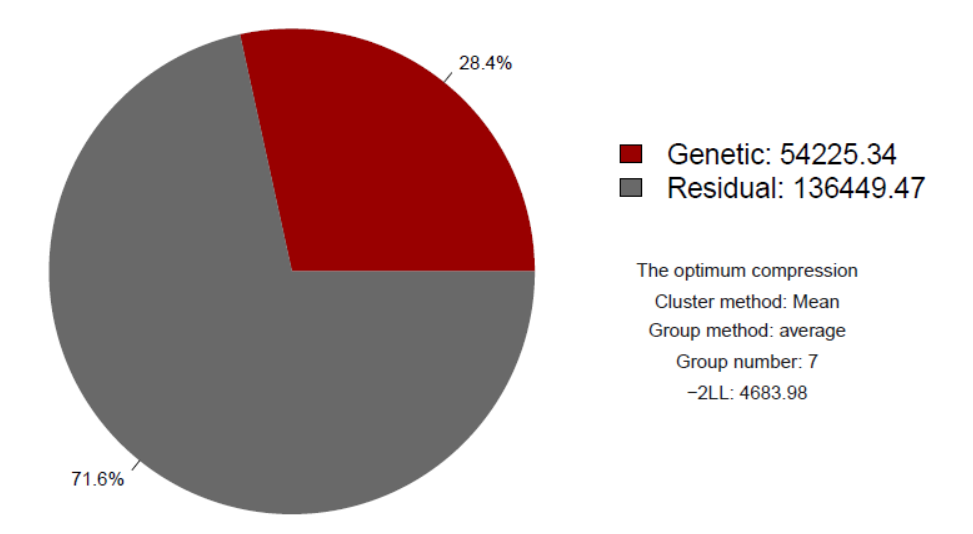 28.4%
Genetic: 54225.34
Residual: 136449.47
The optimum compression
Cluster method: Mean
Group method: average
Group number: 7
−2LL: 4683.98
71.6%